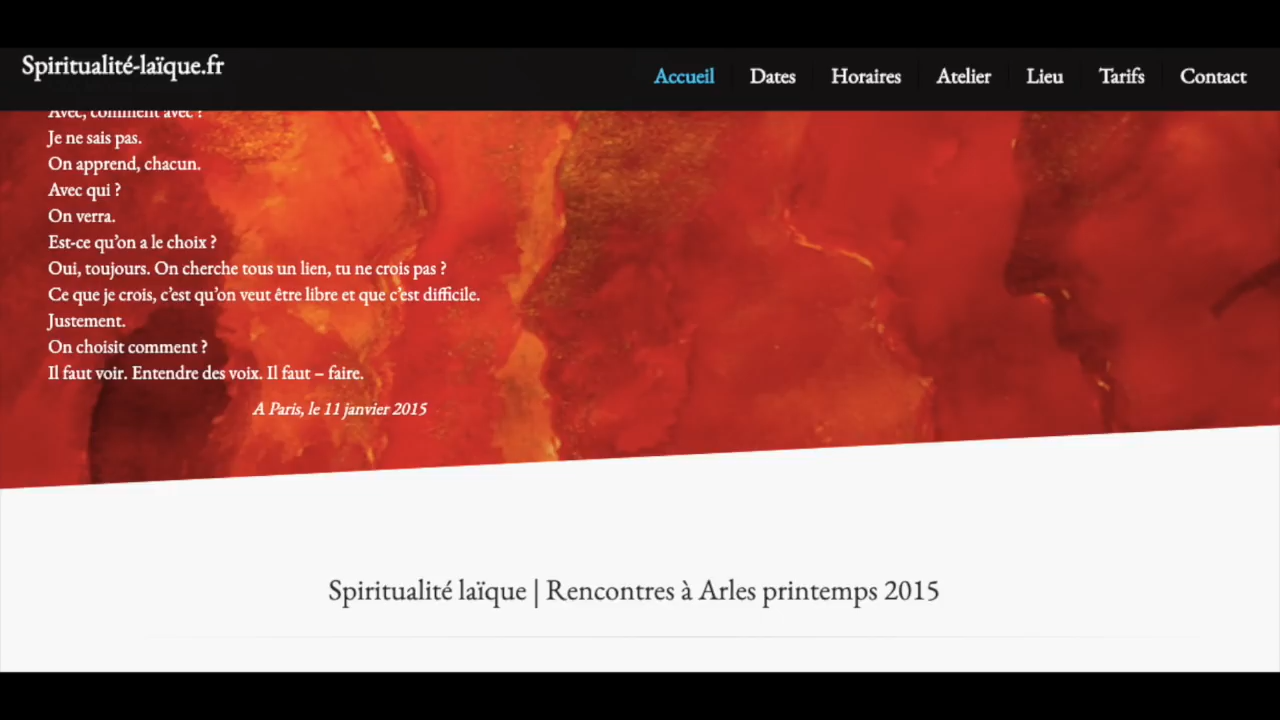 Spiritualité-laïque.fr
Accueil Dates Horaires Atelier Lieu Tarifs Contact
Avec, comment avec ?
Je ne sais pas.
On apprend, chacun.
Avec qui ?
On verra.
Est-ce qu'on a le choix ?
Oui, toujours. On cherche tous un lien, tu ne crois pas ?
Ce que je crois, c'est qu'on veut être libre et que c'est difficile.
Justement.
On choisit comment ?
Il faut voir. Entendre des voix. Il faut – faire.
A Paris, le 11 janvier 2015
Spiritualité laïque | Rencontres à Arles printemps 2015